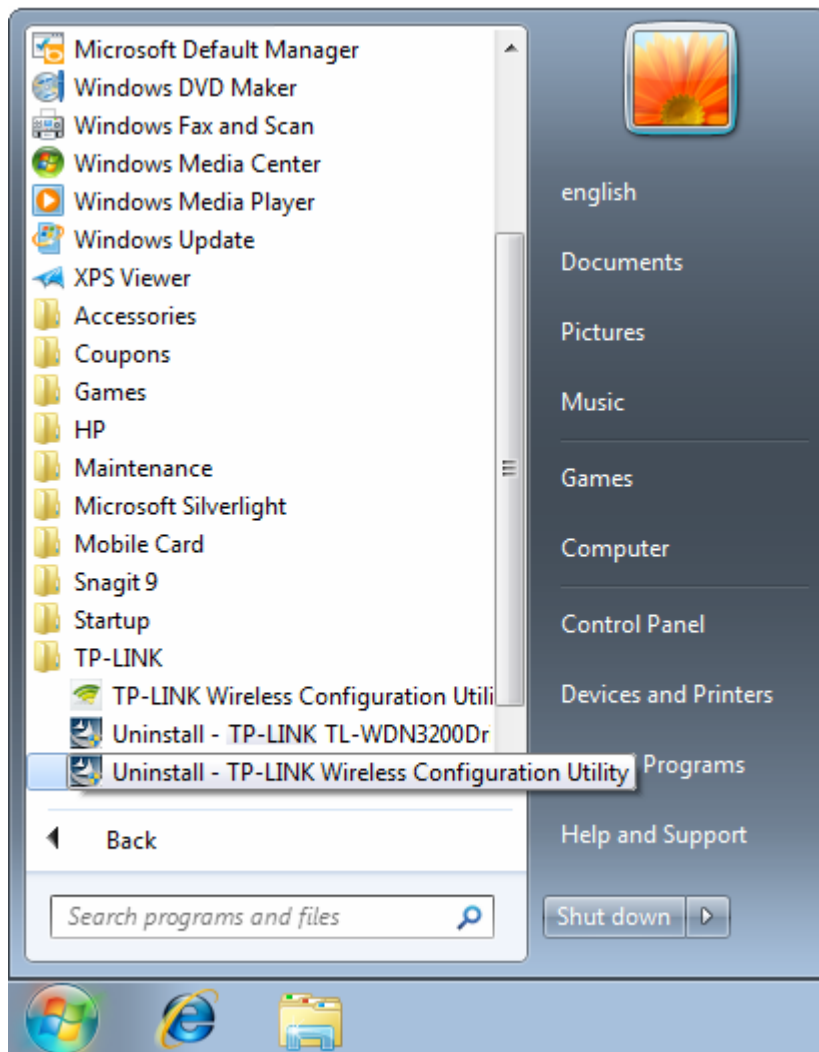 Microsoft Default Manager
Windows DVD Maker
Windows Fax and Scan
Windows Media Center
Windows Media Player
Windows Update
XPS Viewer
Accessories
Coupons
Games
HP
Maintenance
Microsoft Silverlight
Mobile Card
Snagit 9
Startup
TP-LINK
TP-LINK Wireless Configuration Utili
Uninstall - TP-LINK TL-WDN3200Dr
Uninstall - TP-LINK Wireless Configuration Utility
Back
Search programs and files
english
Documents
Pictures
Music
Games
Computer
Control Panel
Devices and Printers
Programs
Help and Support
Shut down